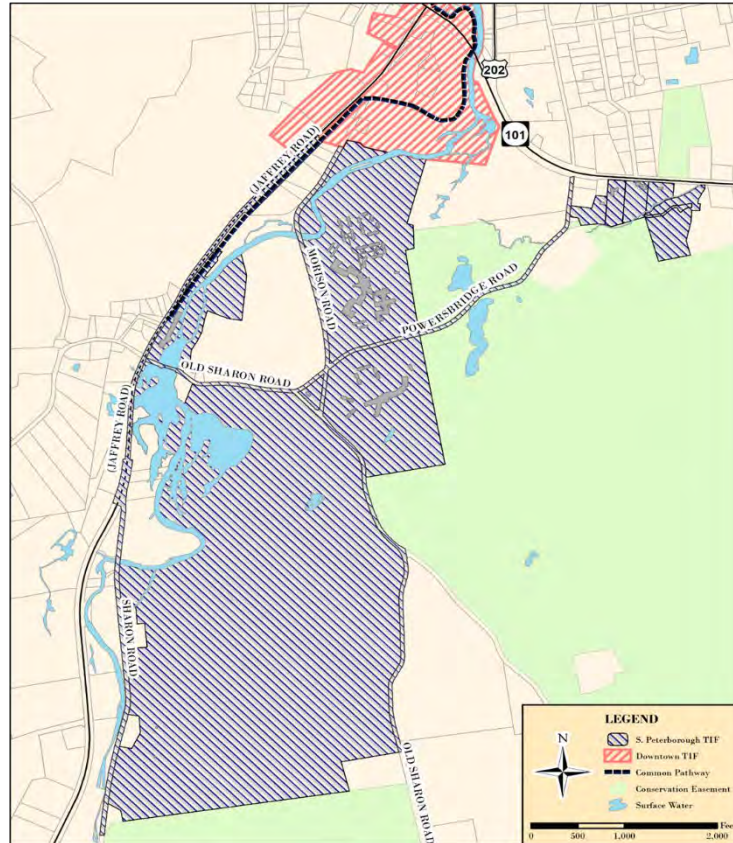 202
101
(JAFFREY ROAD)
MORISON ROAD
POWERSBRIDGE ROAD
OLD SHARON ROAD
(JAFFREY ROAD)
SHARON ROAD
OLD SHARON ROAD
LEGEND
N
S. Peterborough TIF
Downtown TIF
Common Pathway
Conservation Easement
Surface Water
Fee
0 500 1,000 2,000